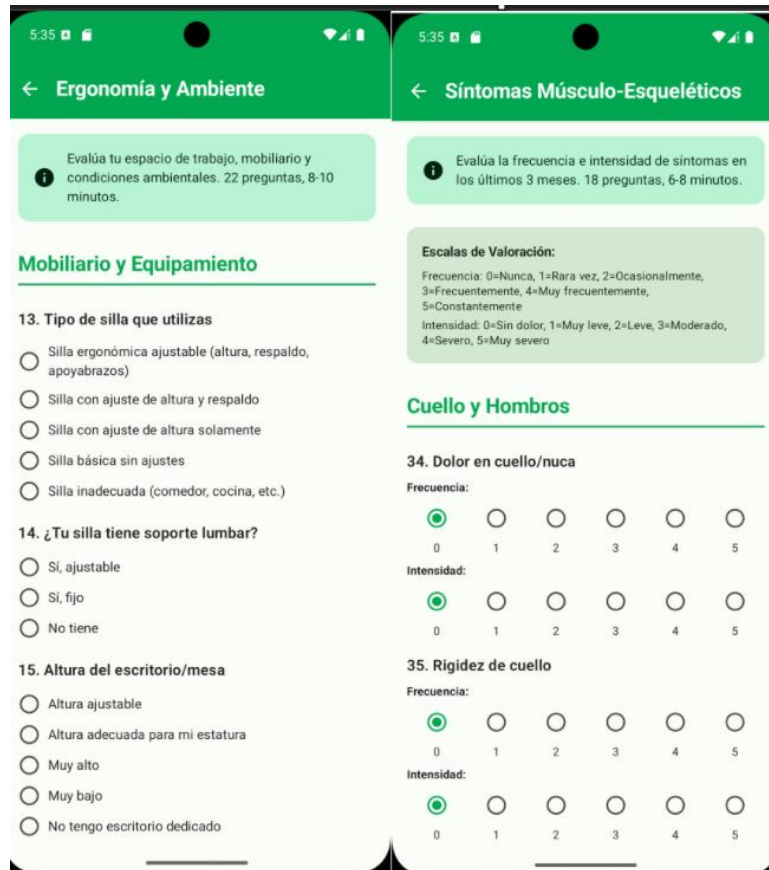 5:35
Ergonomía y Ambiente
Evalúa tu espacio de trabajo, mobiliario y
condiciones ambientales. 22 preguntas, 8-10
minutos.
Mobiliario y Equipamiento
13. Tipo de silla que utilizas
Silla ergonómica ajustable (altura, respaldo,
apoyabrazos)
Silla con ajuste de altura y respaldo
Silla con ajuste de altura solamente
Silla básica sin ajustes
Silla inadecuada (comedor, cocina, etc.)
14. ¿Tu silla tiene soporte lumbar?
Sí, ajustable
Sí, fijo
No tiene
15. Altura del escritorio/mesa
Altura ajustable
Altura adecuada para mi estatura
Muy alto
Muy bajo
No tengo escritorio dedicado
5:35
Síntomas Músculo-Esqueléticos
Evalúa la frecuencia e intensidad de síntomas en
los últimos 3 meses. 18 preguntas, 6-8 minutos.
Escalas de Valoración:
Frecuencia: 0=Nunca, 1=Rara vez, 2=Ocasionalmente,
3=Frecuentemente, 4=Muy frecuentemente,
5=Constantemente
Intensidad: 0=Sin dolor, 1=Muy leve, 2=Leve, 3=Moderado,
4=Severo, 5=Muy severo
Cuello y Hombros
34. Dolor en cuello/nuca
Frecuencia:
0 1 2 3 4 5
Intensidad:
0 1 2 3 4 5
35. Rigidez de cuello
Frecuencia:
0 1 2 3 4 5
Intensidad:
0 1 2 3 4 5